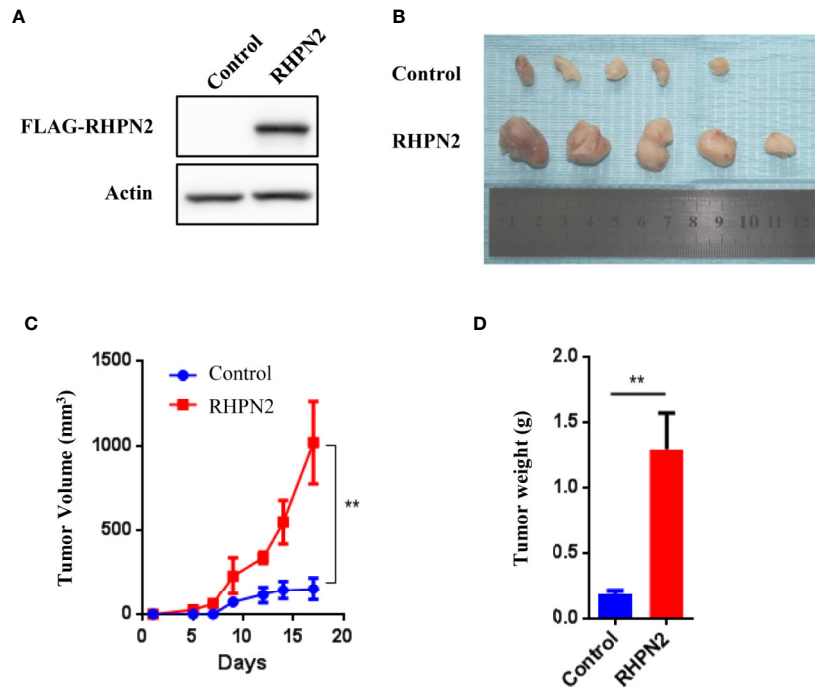 A
Control
RHPN2
FLAG-RHPN2
Actin
B
Control
RHPN2
1 2 3 4 5 6 7 8 9 10 11 12
C
Tumor Volume (mm³)
1500
1000
500
0
Control
RHPN2
**
0 5 10 15 20
Days
D
Tumor weight (g)
2.0
1.5
1.0
0.5
0.0
**
Control
RHPN2